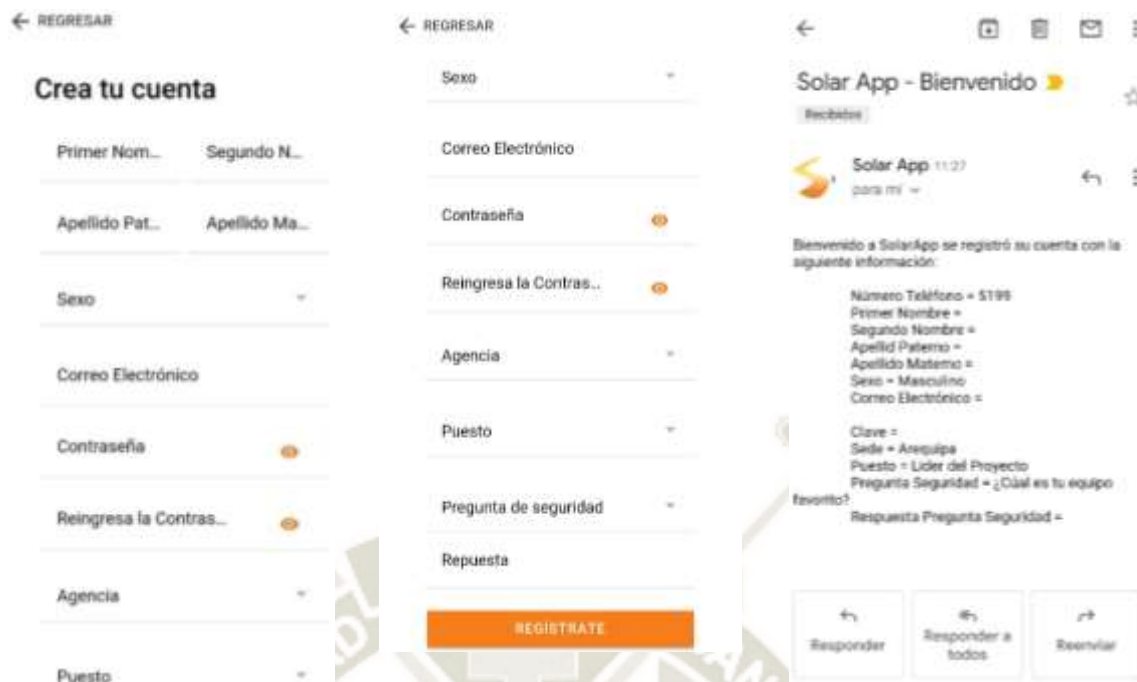 REGRESAR
Crea tu cuenta
Primer Nom... Segundo N...
Apellido Pat... Apellido Ma...
Sexo
Correo Electrónico
Contraseña
Reingresa la Contras...
Agencia
Puesto
REGRESAR
Sexo
Correo Electrónico
Contraseña
Reingresa la Contras...
Agencia
Puesto
Pregunta de seguridad
Repuesta
REGÍSTRATE
Solar App - Bienvenido
Recibidos
Solar App 11:27
para mí
Bienvenido a SolarApp se registró su cuenta con la
siguiente información:
Número Teléfono = 5199
Primer Nombre =
Segundo Nombre =
Apellid Paterno =
Apellido Materno =
Sexo = Masculino
Correo Electrónico =
Clave =
Sede = Arequipa
Puesto = Lider del Proyecto
Pregunta Seguridad = ¿Cúal es tu equipo
favorito?
Respuesta Pregunta Seguridad =
Responder
Responder a
todos
Reenviar